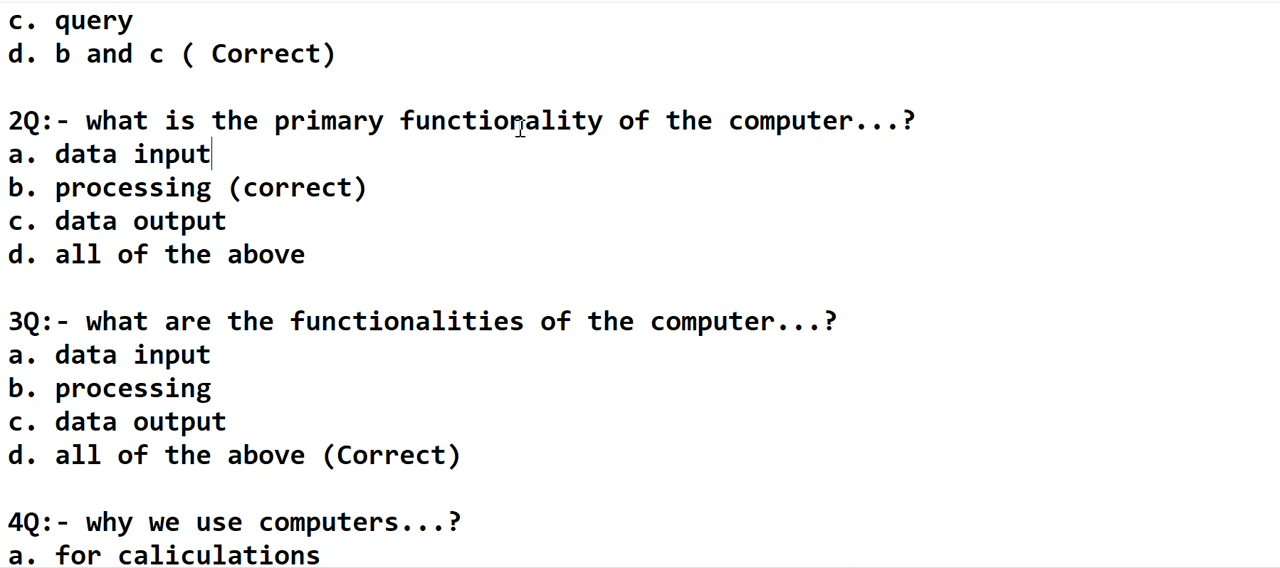 c. query
d. b and c ( Correct)
2Q:- what is the primary functionality of the computer...?
a. data input
b. processing (correct)
c. data output
d. all of the above
3Q:- what are the functionalities of the computer...?
a. data input
b. processing
c. data output
d. all of the above (Correct)
4Q:- why we use computers...?
a. for caliculations